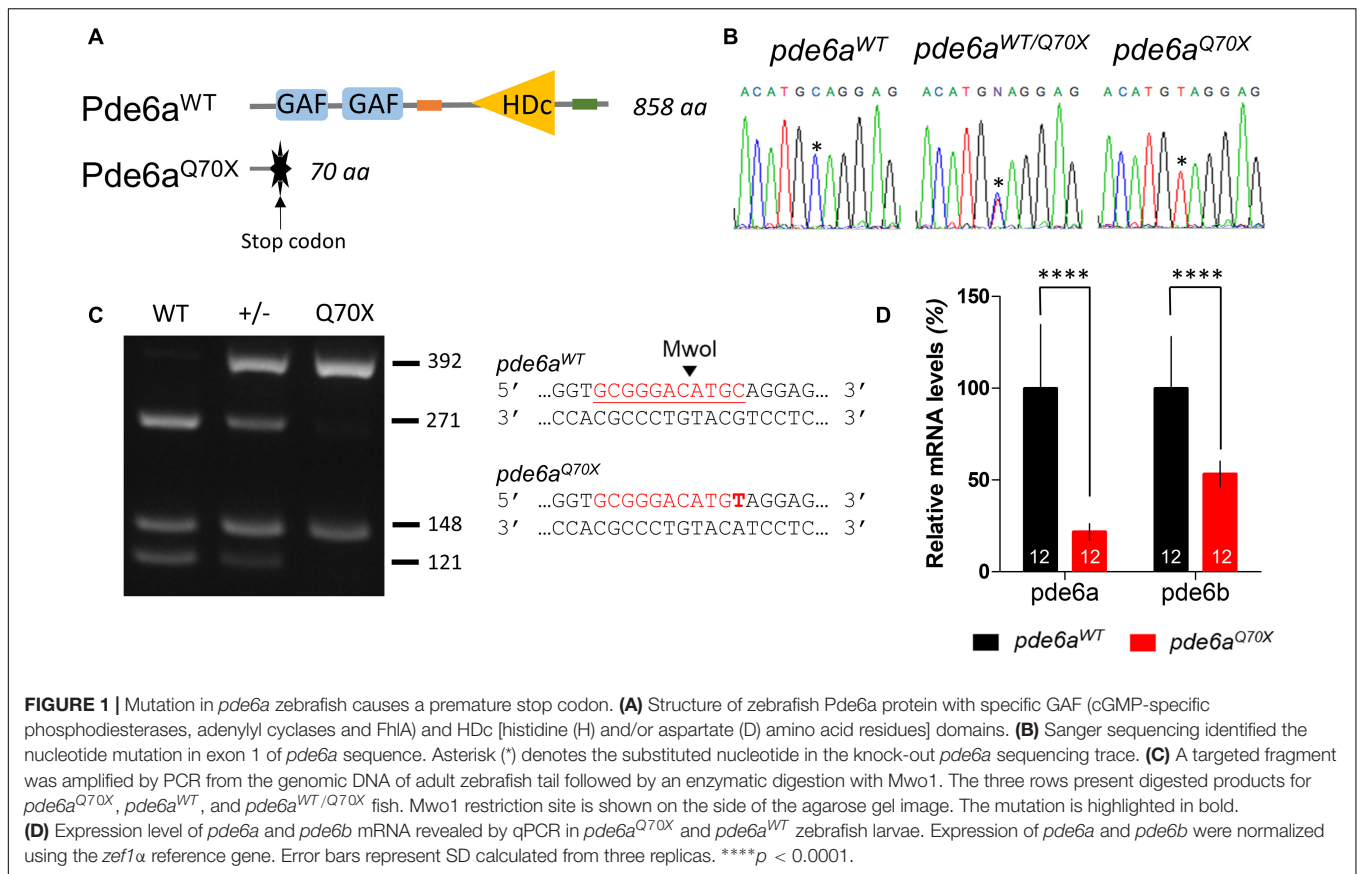 A
Pde6aWT
GAF GAF HDc
858 aa
Pde6aQ70X
70 aa
Stop codon
B
pde6aWT pde6aWT/Q70X pde6aQ70X
ACATGCAGGAG ACATGNAGGAG ACATGTAGGAG
* * *
C
WT +/- Q70X
392
271
148
121
MwoI
pde6aWT
5′ …GGTGCGGGACATGCAGGAG… 3′
3′ …CCACGCCCTGTACGTCCTC… 5′
pde6aQ70X
5′ …GGTGCGGGACATGTAGGAG… 3′
3′ …CCACGCCCTGTACATCCTC… 3′
D
Relative mRNA levels (%)
150
100
50
0
**** ****
12 12 12 12
pde6a pde6b
pde6aWT pde6aQ70X
FIGURE 1 | Mutation in pde6a zebrafish causes a premature stop codon. (A) Structure of zebrafish Pde6a protein with specific GAF (cGMP-specific
phosphodiesterases, adenylyl cyclases and FhlA) and HDc [histidine (H) and/or aspartate (D) amino acid residues] domains. (B) Sanger sequencing identified the
nucleotide mutation in exon 1 of pde6a sequence. Asterisk (*) denotes the substituted nucleotide in the knock-out pde6a sequencing trace. (C) A targeted fragment
was amplified by PCR from the genomic DNA of adult zebrafish tail followed by an enzymatic digestion with Mwo1. The three rows present digested products for
pde6aQ70X, pde6aWT, and pde6aWT/Q70X fish. Mwo1 restriction site is shown on the side of the agarose gel image. The mutation is highlighted in bold.
(D) Expression level of pde6a and pde6b mRNA revealed by qPCR in pde6aQ70X and pde6aWT zebrafish larvae. Expression of pde6a and pde6b were normalized
using the zef1α reference gene. Error bars represent SD calculated from three replicas. ****p < 0.0001.